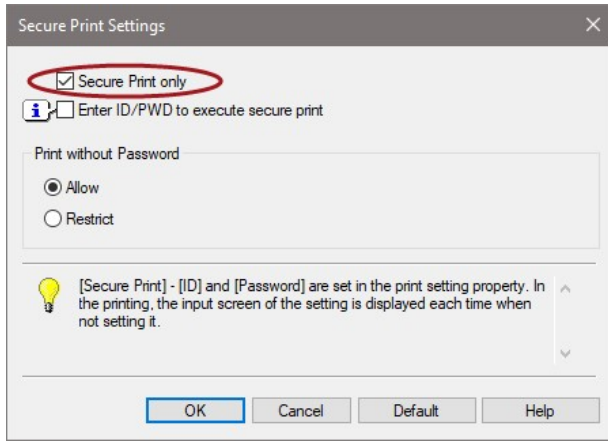 Secure Print Settings
Secure Print only
i Enter ID/PWD to execute secure print
Print without Password
Allow
Restrict
[Secure Print] - [ID] and [Password] are set in the print setting property. In
the printing, the input screen of the setting is displayed each time when
not setting it.
OK Cancel Default Help